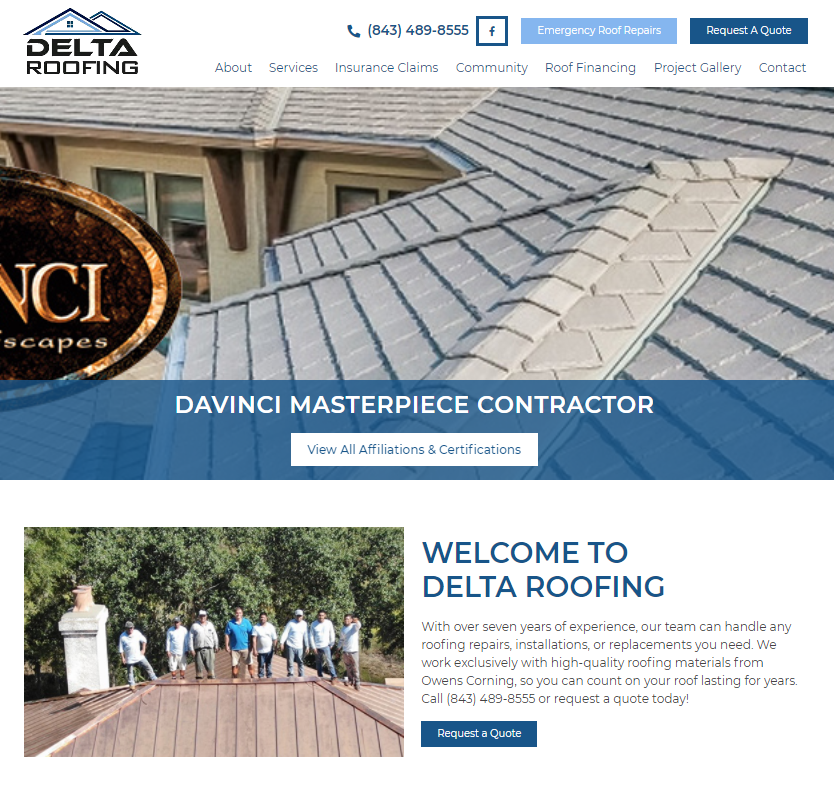 DELTA
ROOFING
(843) 489-8555
Emergency Roof Repairs
Request A Quote
About
Services
Insurance Claims
Community
Roof Financing
Project Gallery
Contact
NCI
scapes
DAVINCI MASTERPIECE CONTRACTOR
View All Affiliations & Certifications
WELCOME TO
DELTA ROOFING
With over seven years of experience, our team can handle any
roofing repairs, installations, or replacements you need. We
work exclusively with high-quality roofing materials from
Owens Corning, so you can count on your roof lasting for years.
Call (843) 489-8555 or request a quote today!
Request a Quote